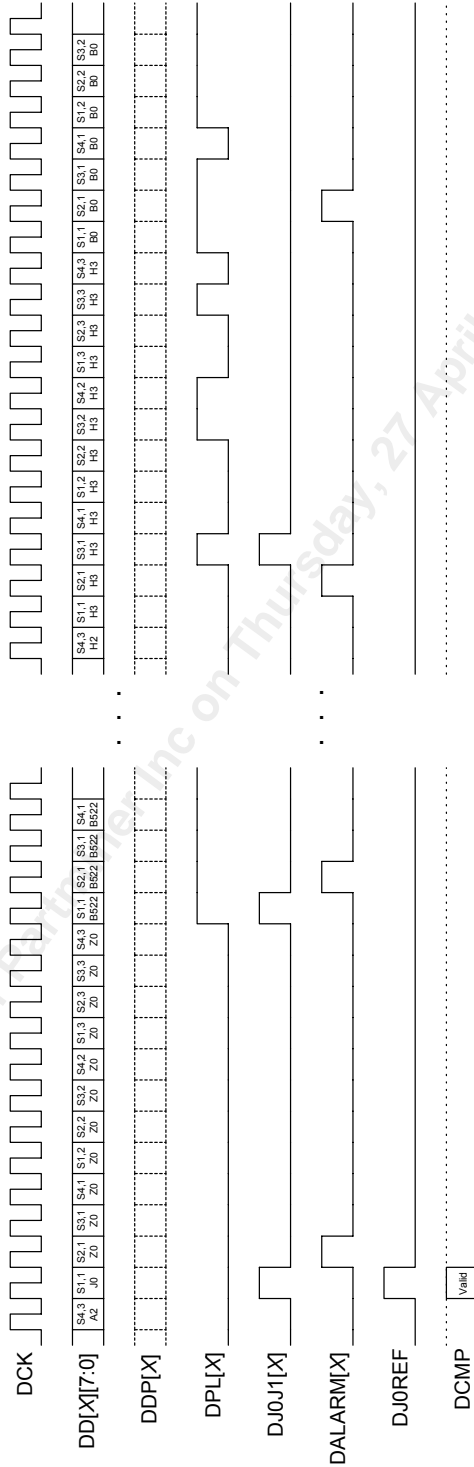 DCK
DD[X][7:0]
S4,3 S1,1 S2,1 S3,1 S4,1 S1,2 S2,2 S3,2 S4,2 S1,3 S2,3 S3,3 S4,3 S1,1 S2,1 S3,1 S4,1 . . . S4,3 S1,1 S2,1 S3,1 S4,1 S1,2 S2,2 S3,2 S4,2 S1,3 S2,3 S3,3 S4,3 S1,1 S2,1 S3,1 S4,1 S1,2 S2,2 S3,2
A2 J0 Z0 Z0 Z0 Z0 Z0 Z0 Z0 Z0 Z0 Z0 Z0 B522 B522 B522 B522 H2 H3 H3 H3 H3 H3 H3 H3 H3 H3 H3 H3 H3 B0 B0 B0 B0 B0 B0 B0
DDP[X]
DPL[X]
DJ0J1[X]
DALARM[X] . . .
DJ0REF
DCMP
Valid
Partminer Inc on Thursday, 27 April